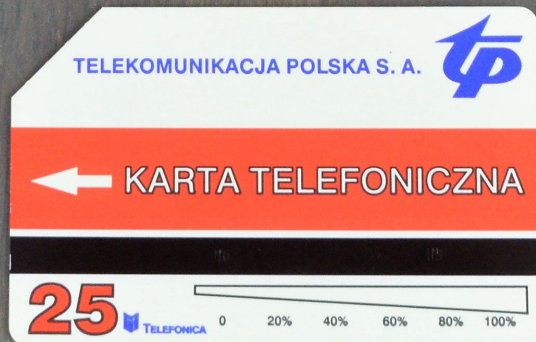 TELEKOMUNIKACJA POLSKA S. A.
tp
KARTA TELEFONICZNA
25
TELEFONICA
0 20% 40% 60% 80% 100%